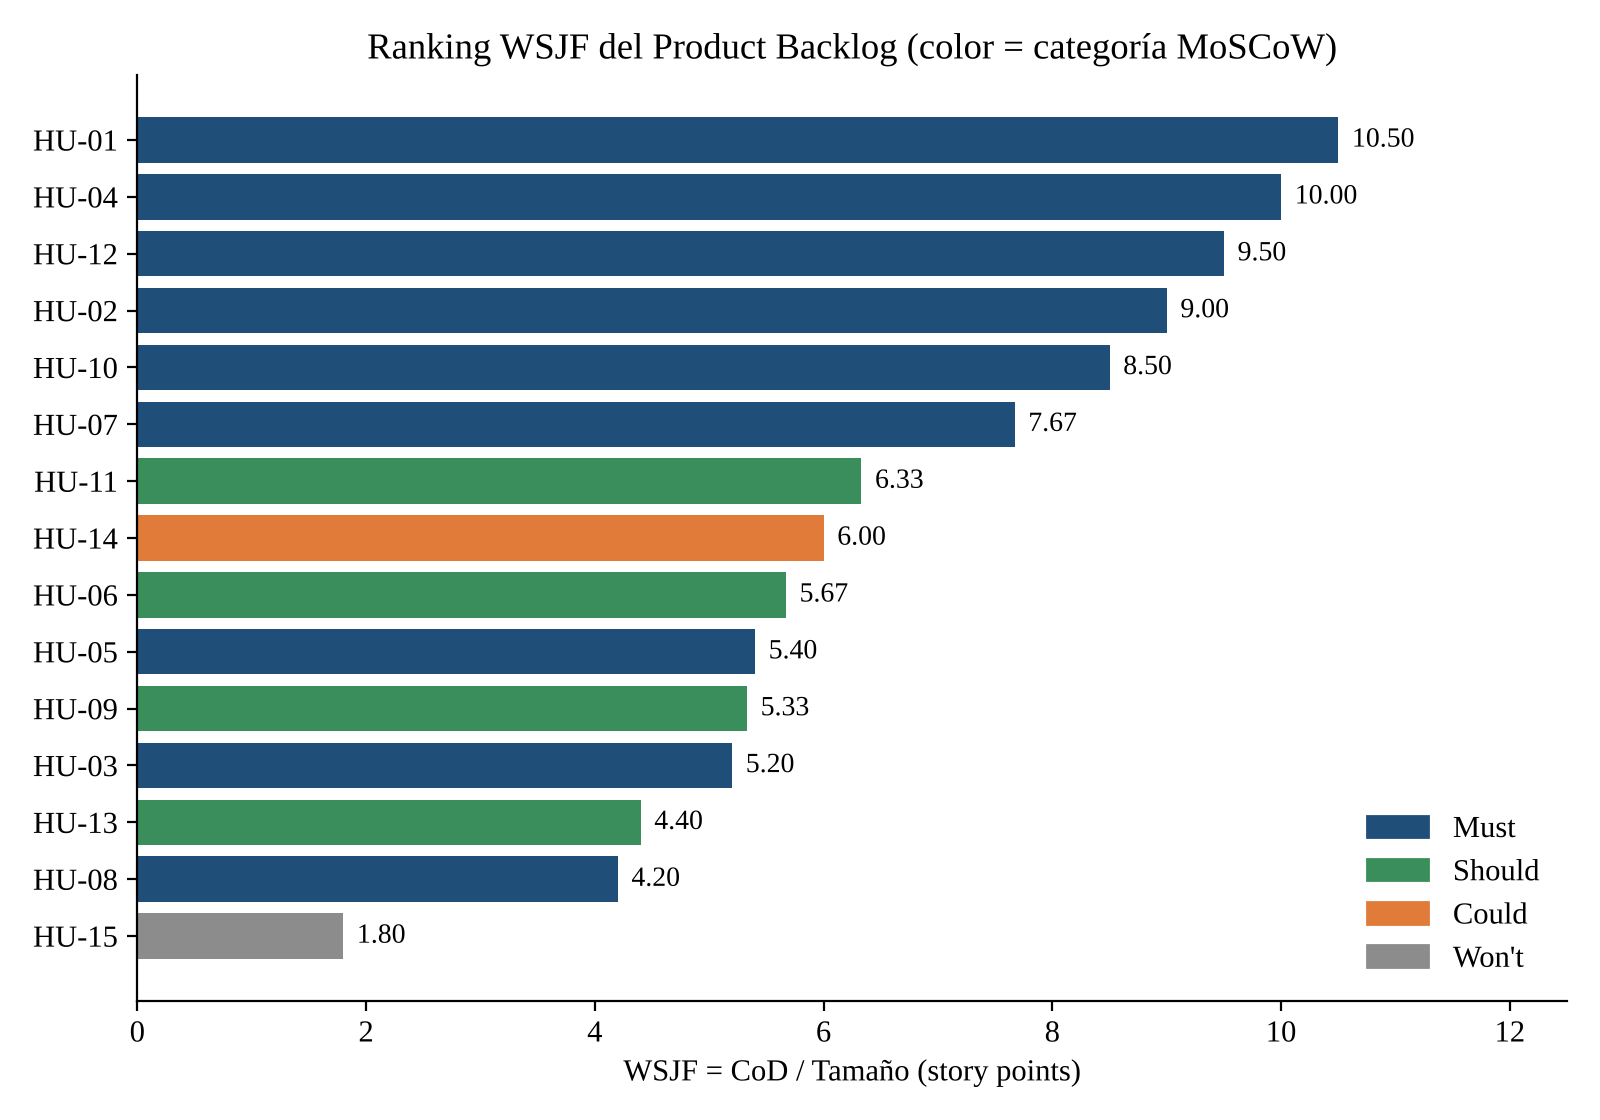 Ranking WSJF del Product Backlog (color = categoría MoSCoW)
HU-01 10.50
HU-04 10.00
HU-12 9.50
HU-02 9.00
HU-10 8.50
HU-07 7.67
HU-11 6.33
HU-14 6.00
HU-06 5.67
HU-05 5.40
HU-09 5.33
HU-03 5.20
HU-13 4.40
HU-08 4.20
HU-15 1.80
Must
Should
Could
Won't
0 2 4 6 8 10 12
WSJF = CoD / Tamaño (story points)